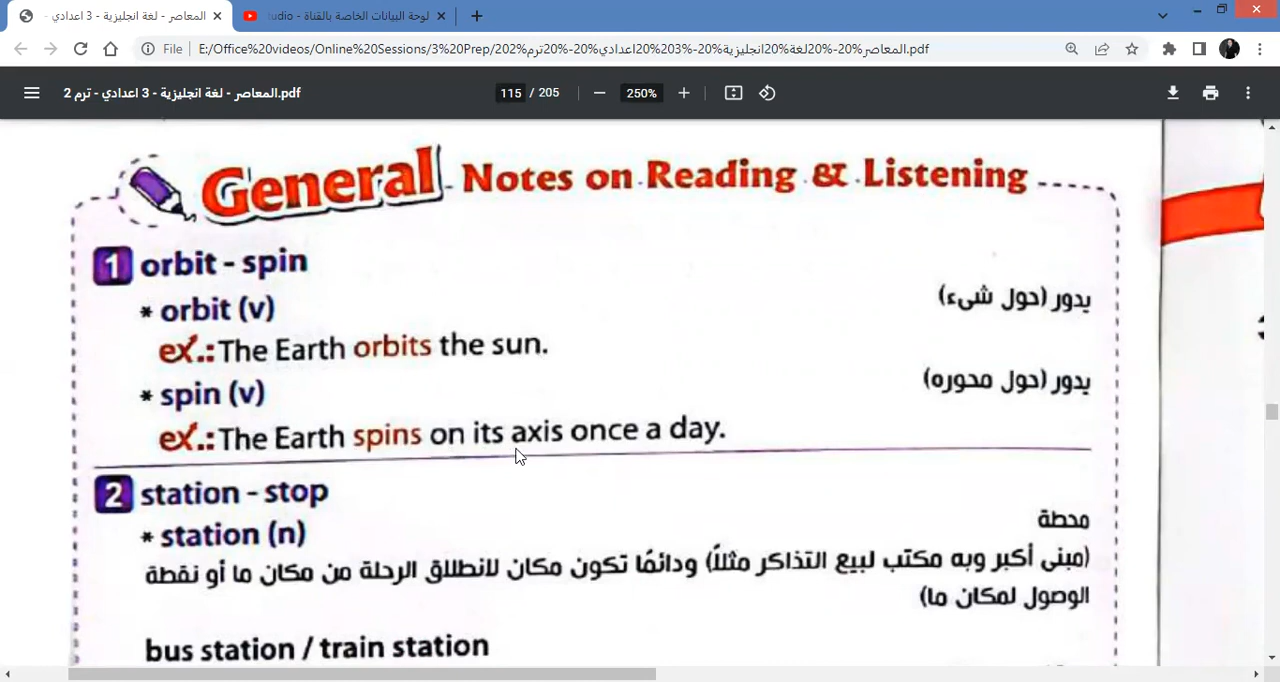 المعاصر - لغة انجليزية - 3 اعدادي -
لوحة البيانات الخاصة بالقناة - udio
File | E:/Office%20videos/Online%20Sessions/3%20Prep/المعاصر%20-%20لغة%20انجليزية%20-%203%20اعدادي%20-%20ترم%202.pdf
المعاصر - لغة انجليزية - 3 اعدادي - ترم 2.pdf
115 / 205
250%
General Notes on Reading & Listening
1 orbit - spin
* orbit (v) يدور (حول شىء)
ex.: The Earth orbits the sun.
* spin (v) يدور (حول محوره)
ex.: The Earth spins on its axis once a day.
2 station - stop
* station (n) محطة
(مبنى أكبر وبه مكتب لبيع التذاكر مثلاً) ودائمًا تكون مكان لانطلاق الرحلة من مكان ما أو نقطة
الوصول لمكان ما)
bus station / train station